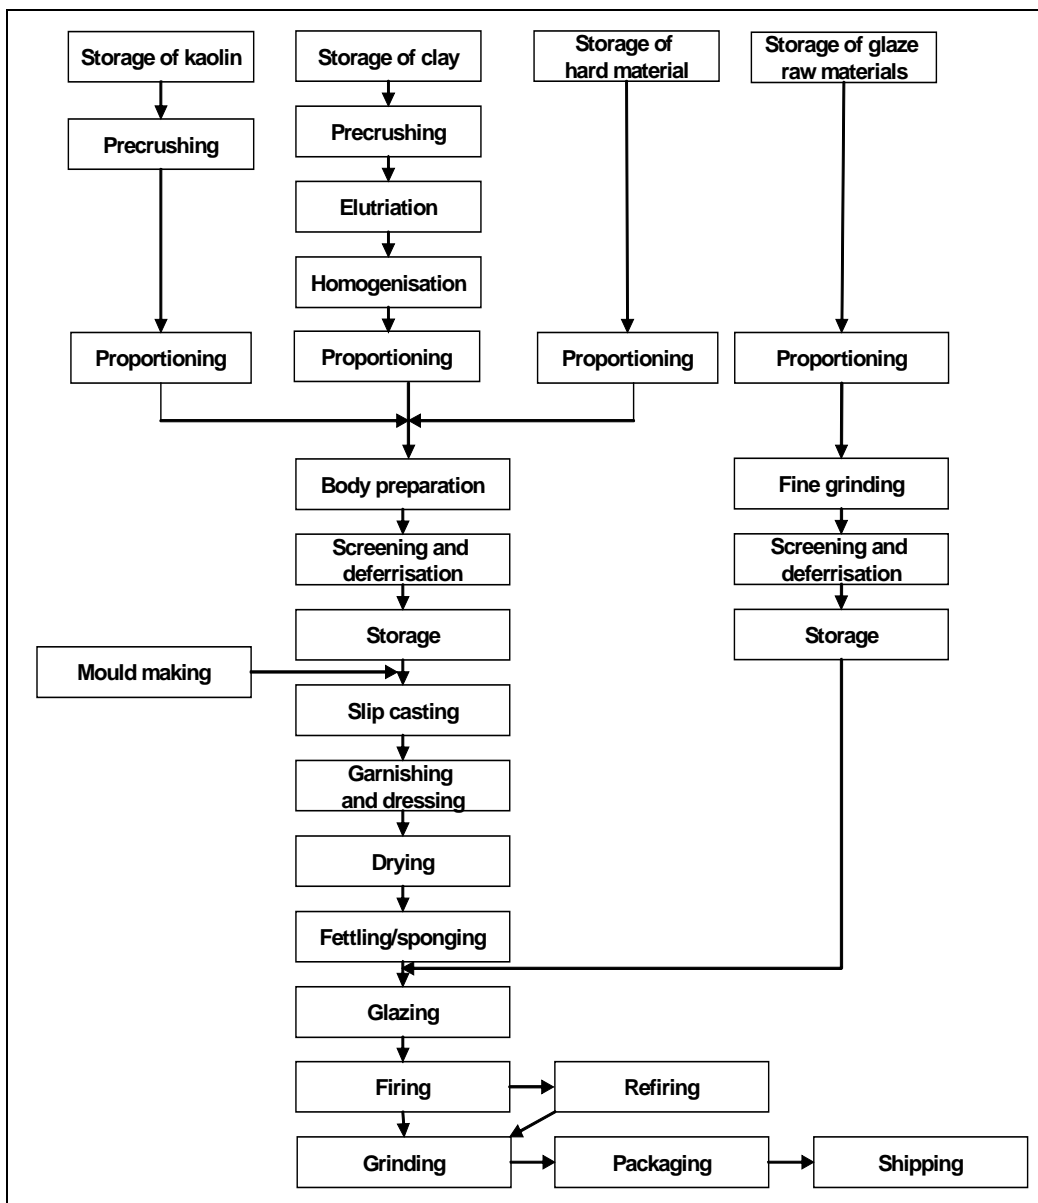 Storage of kaolin
Storage of clay
Storage of
hard material
Storage of glaze
raw materials
Precrushing
Precrushing
Elutriation
Homogenisation
Proportioning
Proportioning
Proportioning
Proportioning
Body preparation
Fine grinding
Screening and
deferrisation
Screening and
deferrisation
Storage
Storage
Mould making
Slip casting
Garnishing
and dressing
Drying
Fettling/sponging
Glazing
Firing
Refiring
Grinding
Packaging
Shipping